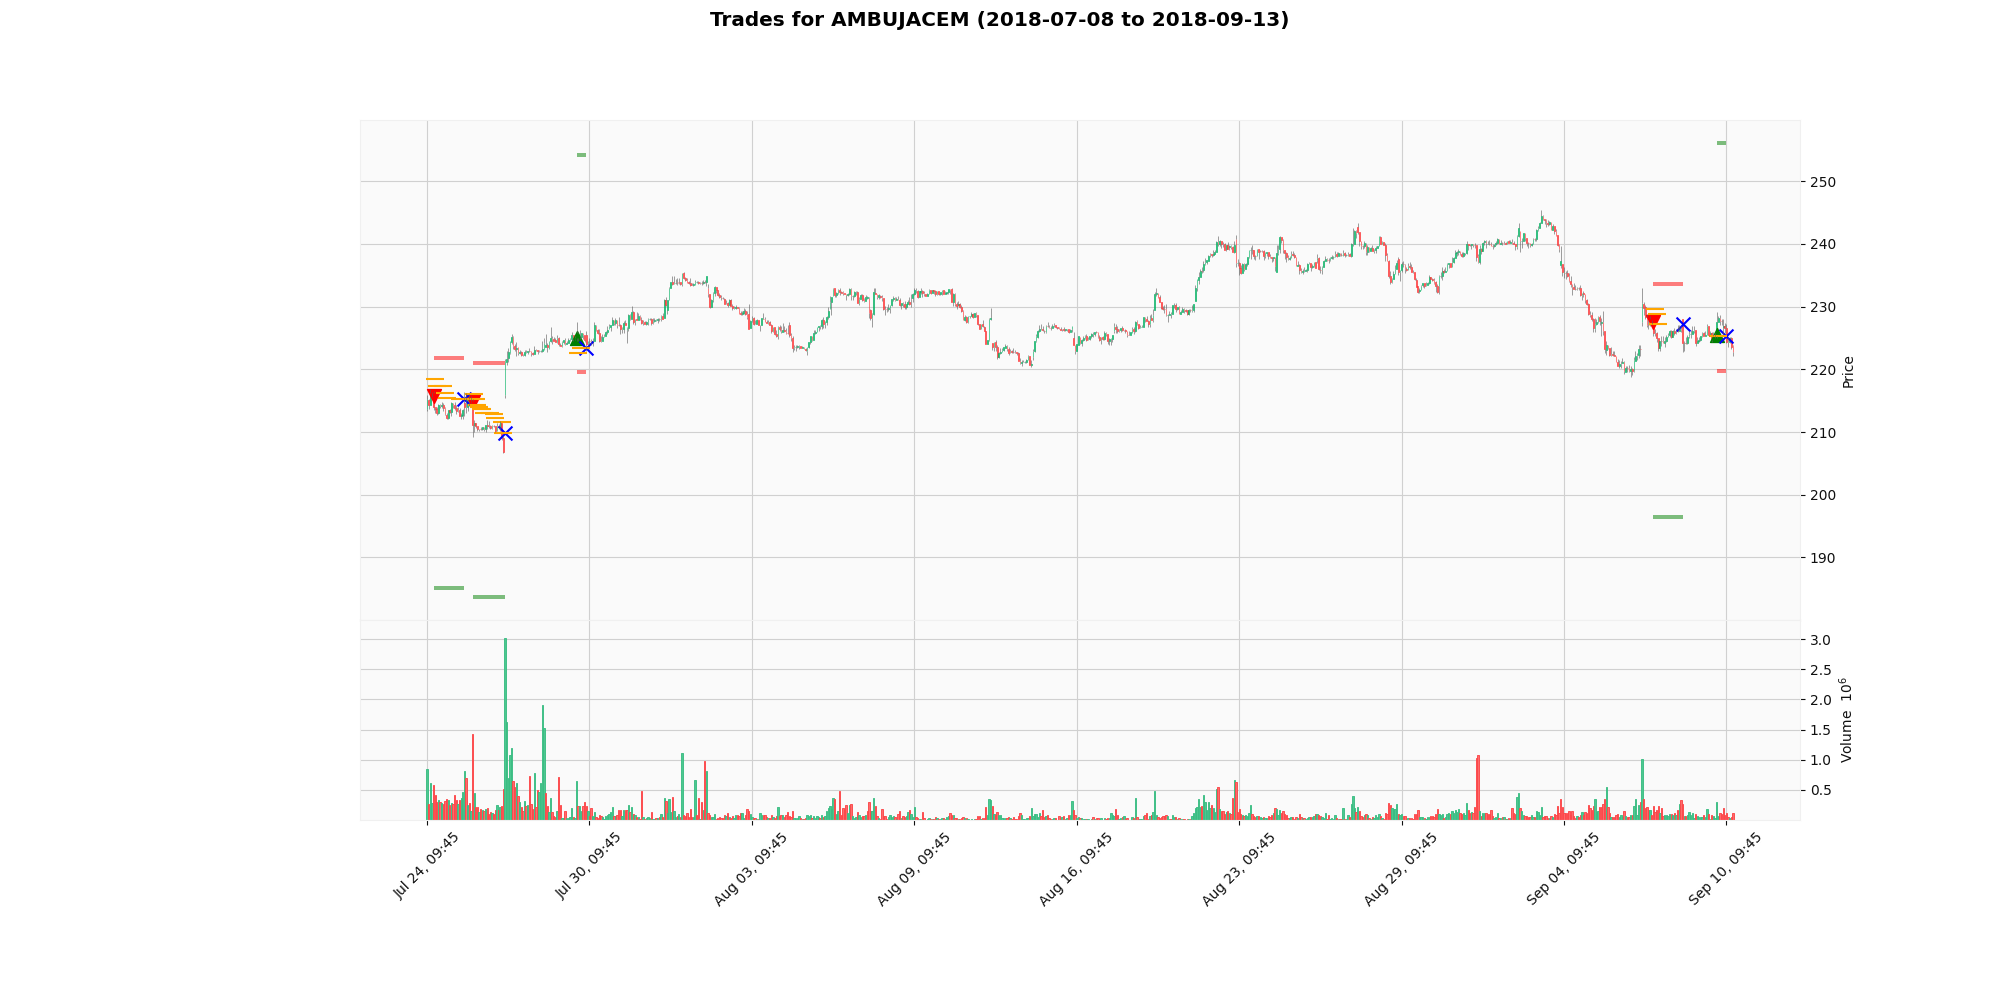 Trades for AMBUJACEM (2018-07-08 to 2018-09-13)
250
240
230
220
210
200
190
Price
3.0
2.5
2.0
1.5
1.0
0.5
Volume 10⁶
Jul 24, 09:45
Jul 30, 09:45
Aug 03, 09:45
Aug 09, 09:45
Aug 16, 09:45
Aug 23, 09:45
Aug 29, 09:45
Sep 04, 09:45
Sep 10, 09:45